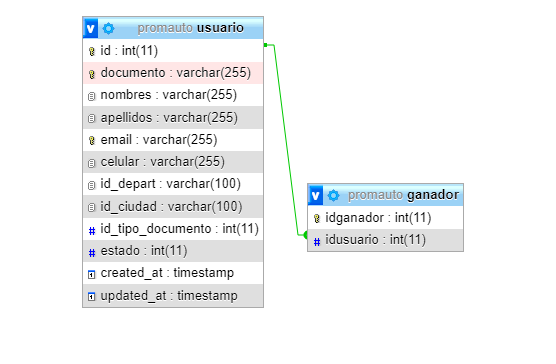 v promauto usuario
id : int(11)
documento : varchar(255)
nombres : varchar(255)
apellidos : varchar(255)
email : varchar(255)
celular : varchar(255)
id_depart : varchar(100)
id_ciudad : varchar(100)
# id_tipo_documento : int(11)
# estado : int(11)
created_at : timestamp
updated_at : timestamp
v promauto ganador
idganador : int(11)
# idusuario : int(11)